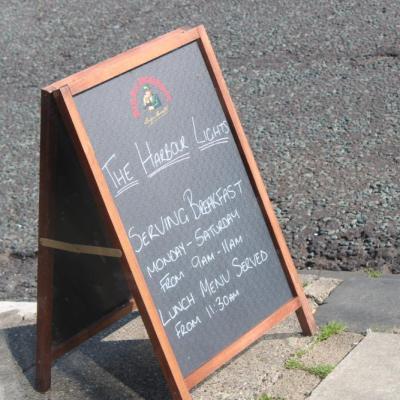 The Harbour Lights
Serving Breakfast
Monday - Saturday
From 9am - 11am
Lunch Menu Served
From 11:30am